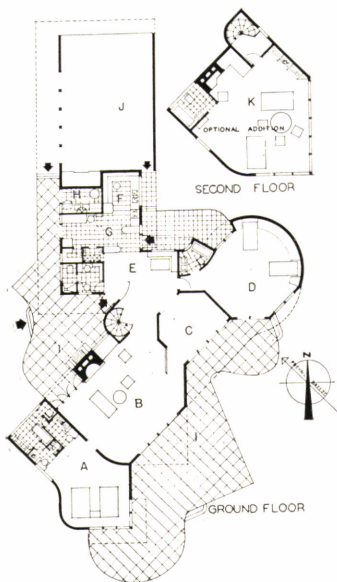 J
K
OPTIONAL ADDITION
SECOND FLOOR
H
F
G
E
D
C
I
B
I
A
N
GROUND FLOOR